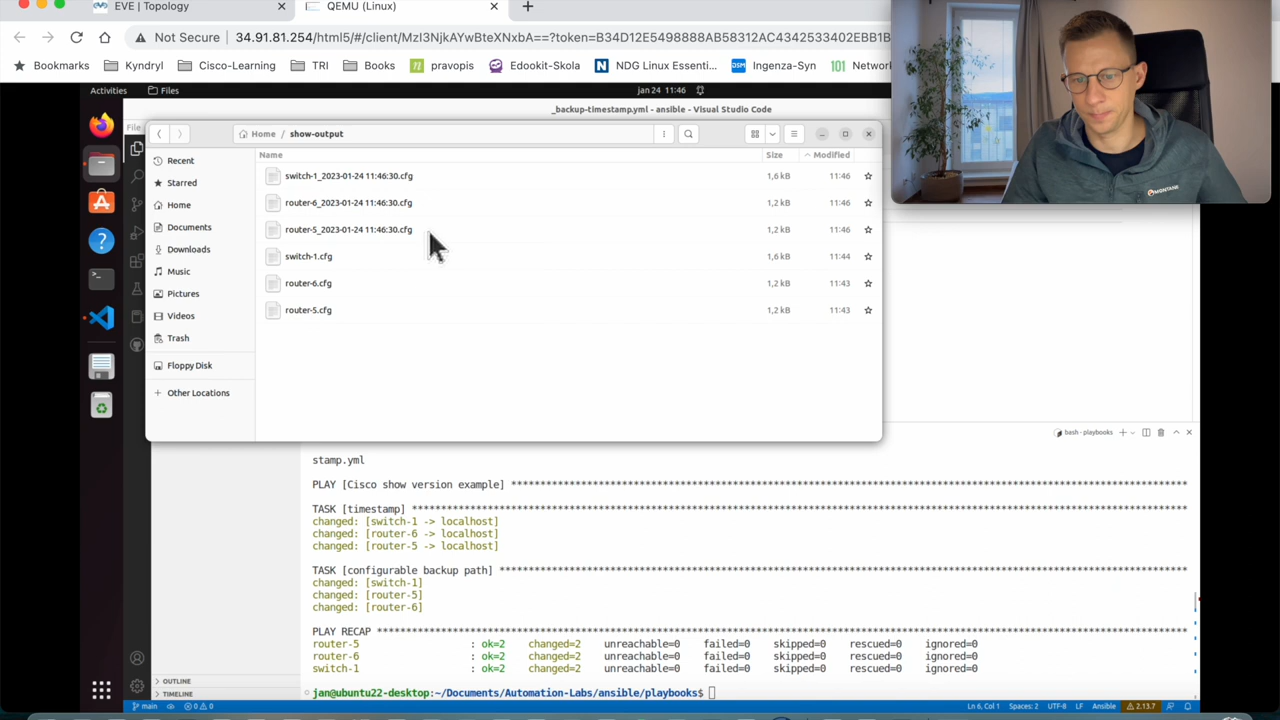 EVE | Topology
QEMU (Linux)
Not Secure
34.91.81.254/html5/#/client/MzI3NjkAYwBteXNxbA==?token=B34D12E5498888AB58312AC4342533402EBB1B
Bookmarks
Kyndryl
Cisco-Learning
TRI
Books
pravopis
Edookit-Skola
NDG Linux Essenti...
Ingenza-Syn
101
Network
Activities
Files
jan 24 11:46
_backup-timestamp.yml - ansible - Visual Studio Code
File
Home / show-output
Name
Size
Modified
Recent
Starred
Home
Documents
Downloads
Music
Pictures
Videos
Trash
Floppy Disk
+ Other Locations
switch-1_2023-01-24 11:46:30.cfg 1,6 kB 11:46
router-6_2023-01-24 11:46:30.cfg 1,2 kB 11:46
router-5_2023-01-24 11:46:30.cfg 1,2 kB 11:46
switch-1.cfg 1,6 kB 11:44
router-6.cfg 1,2 kB 11:43
router-5.cfg 1,2 kB 11:43
MONTANE
bash - playbooks
stamp.yml
PLAY [Cisco show version example] ****************************************************************************************************************
TASK [timestamp] *********************************************************************************************************************************
changed: [switch-1 -> localhost]
changed: [router-6 -> localhost]
changed: [router-5 -> localhost]
TASK [configurable backup path] ******************************************************************************************************************
changed: [switch-1]
changed: [router-5]
changed: [router-6]
PLAY RECAP ***************************************************************************************************************************************
router-5 : ok=2 changed=2 unreachable=0 failed=0 skipped=0 rescued=0 ignored=0
router-6 : ok=2 changed=2 unreachable=0 failed=0 skipped=0 rescued=0 ignored=0
switch-1 : ok=2 changed=2 unreachable=0 failed=0 skipped=0 rescued=0 ignored=0
OUTLINE
TIMELINE
jan@ubuntu22-desktop:~/Documents/Automation-Labs/ansible/playbooks$
main
0 0
Ln 6, Col 1
Spaces: 2
UTF-8
LF
Ansible
2.13.7